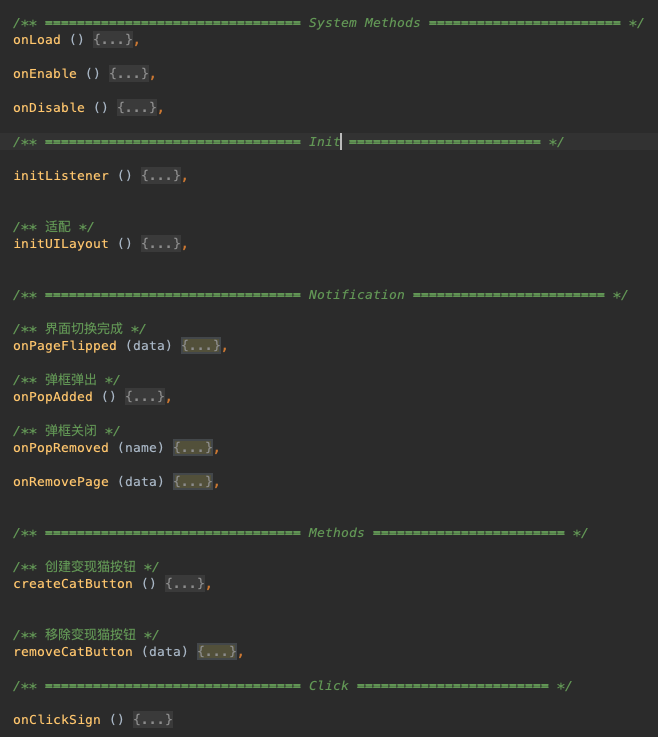 /** ================================ System Methods ======================== */
onLoad () {...},
onEnable () {...},
onDisable () {...},
/** ================================ Init ======================== */
initListener () {...},
/** 适配 */
initUILayout () {...},
/** ================================ Notification ======================== */
/** 界面切换完成 */
onPageFlipped (data) {...},
/** 弹框弹出 */
onPopAdded () {...},
/** 弹框关闭 */
onPopRemoved (name) {...},
onRemovePage (data) {...},
/** ================================ Methods ======================== */
/** 创建变现猫按钮 */
createCatButton () {...},
/** 移除变现猫按钮 */
removeCatButton (data) {...},
/** ================================ Click ======================== */
onClickSign () {...}